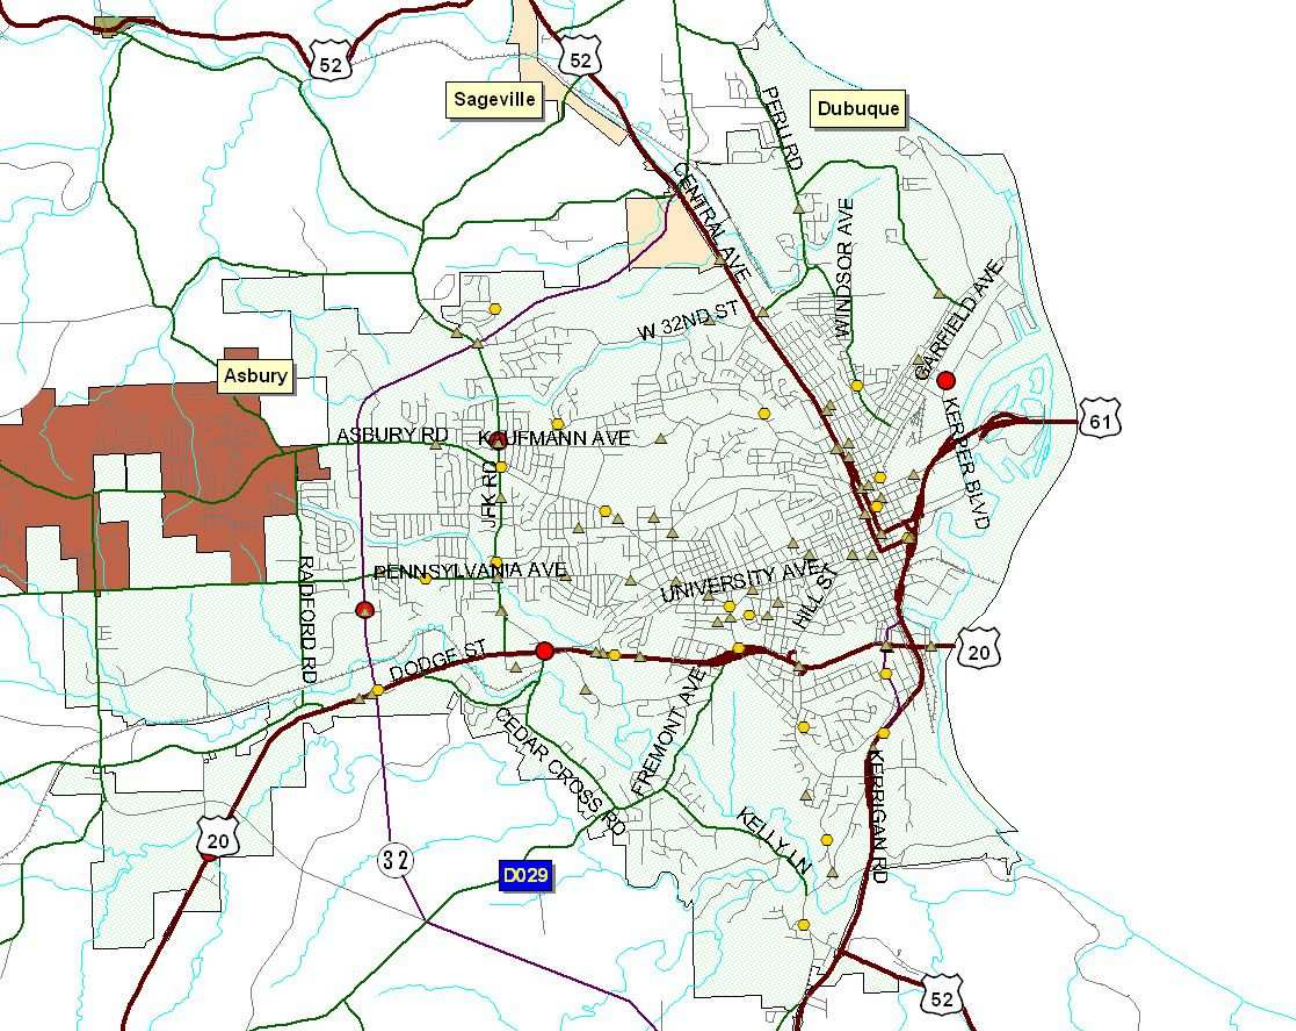 52
52
Sageville
Dubuque
PERU RD
CENTRAL AVE
WINDSOR AVE
W 32ND ST
GARFIELD AVE
Asbury
61
ASBURY RD
KAUFMANN AVE
KERPER BLVD
JFK RD
PENNSYLVANIA AVE
UNIVERSITY AVE
HILL ST
RADFORD RD
DODGE ST
20
FREMONT AVE
CEDAR CROSS RD
KERRIGAN RD
KELLY LN
20
32
D029
52